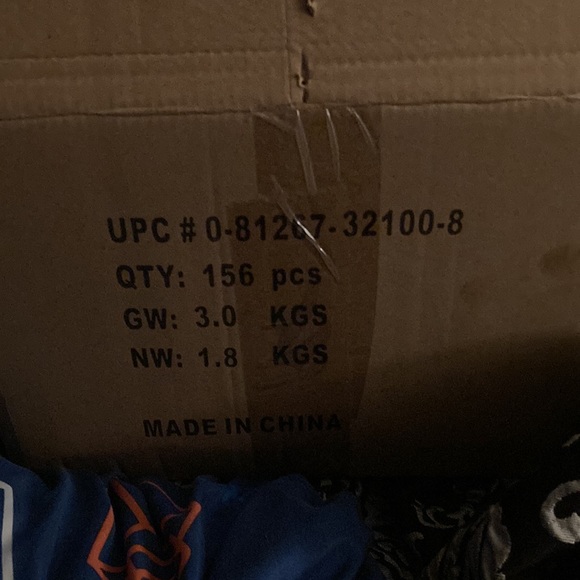 UPC # 0-81267-32100-8
QTY: 156 pcs
GW: 3.0 KGS
NW: 1.8 KGS
MADE IN CHINA